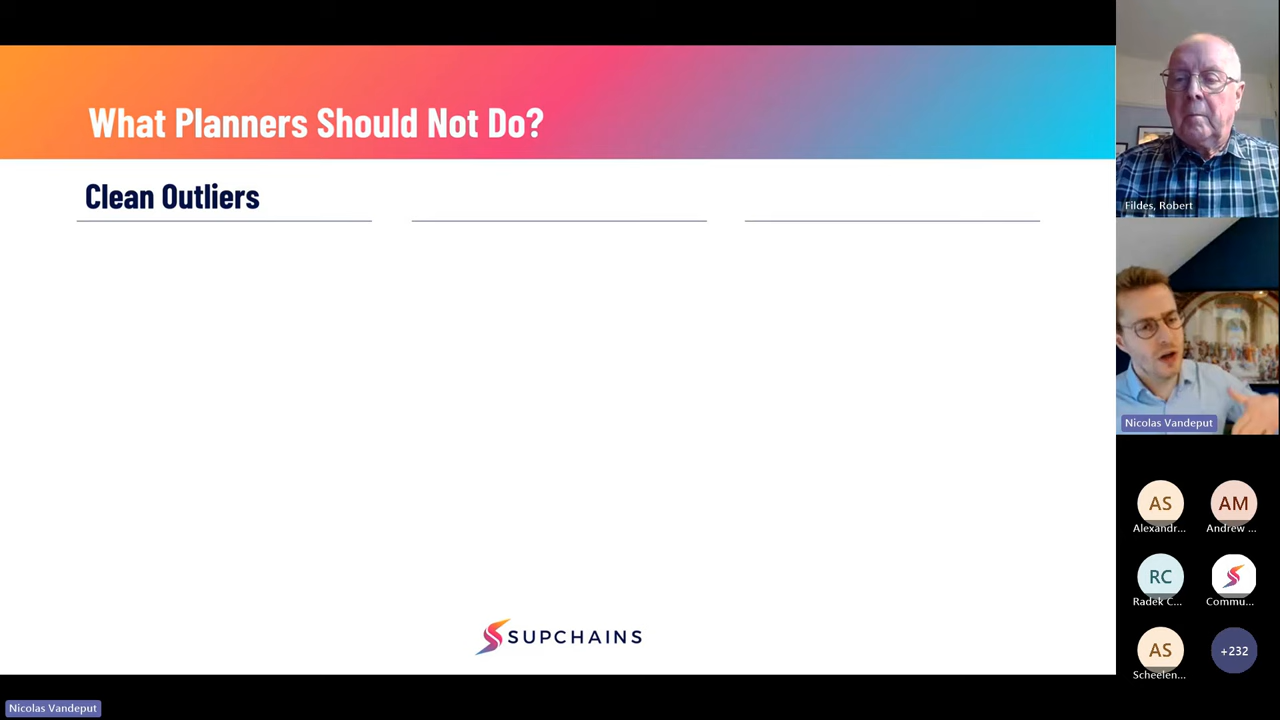 What Planners Should Not Do?
Clean Outliers
SUPCHAINS
Fildes, Robert
Nicolas Vandeput
AS
Alexandr...
AM
Andrew ...
RC
Radek C...
Commu...
AS
Scheelen...
+232
Nicolas Vandeput